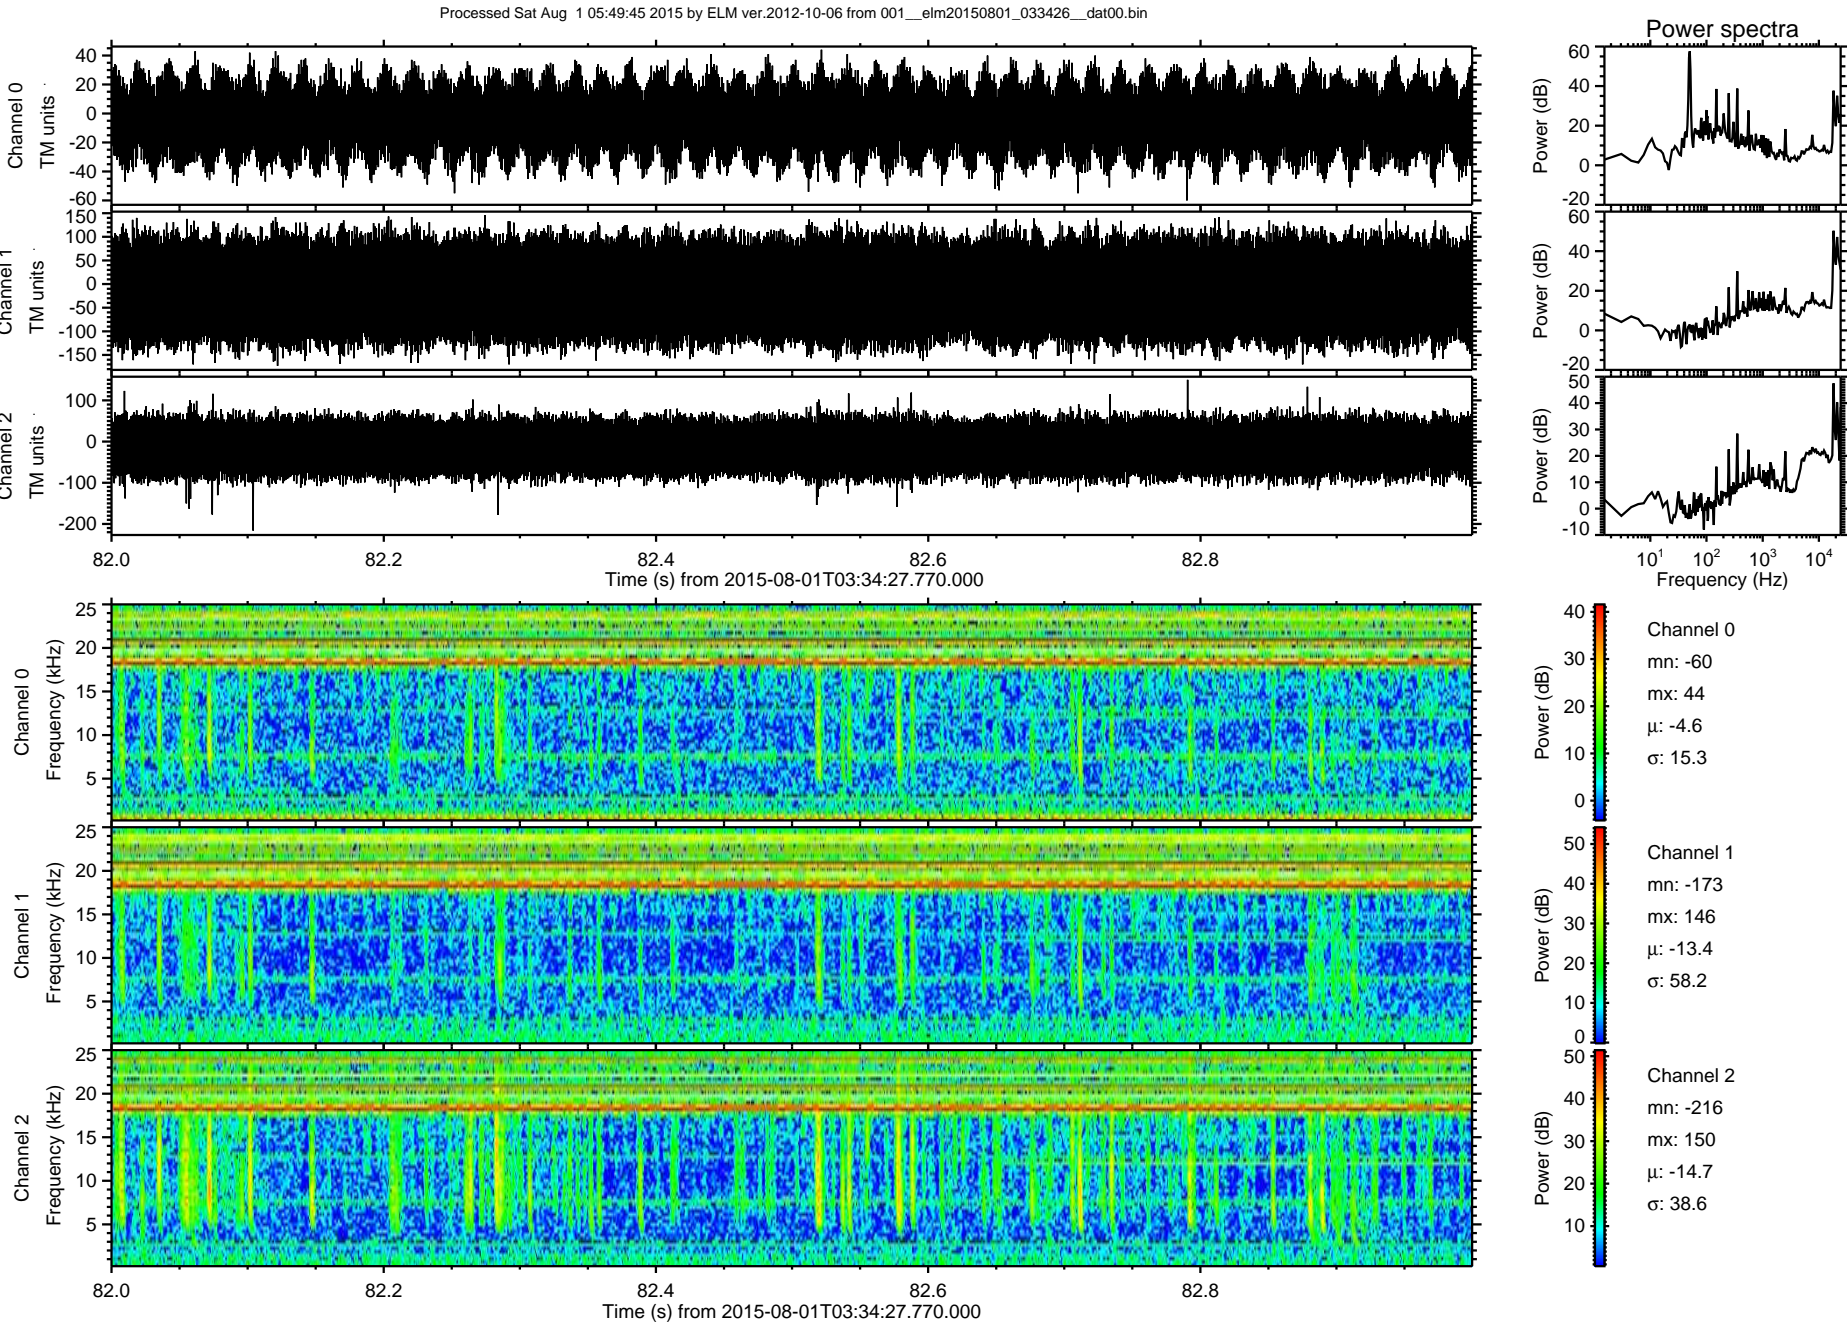 Processed Sat Aug 1 05:49:45 2015 by ELM ver.2012-10-06 from 001__elm20150801_033426__dat00.bin
Power spectra
Channel 0
TM units
40
20
0
-20
-40
-60
Power (dB)
60
40
20
0
-20
Channel 1
TM units
150
100
50
0
-50
-100
-150
Power (dB)
60
40
20
0
-20
Channel 2
TM units
100
0
-100
-200
Power (dB)
50
40
30
20
10
0
-10
82.0 82.2 82.4 82.6 82.8
Time (s) from 2015-08-01T03:34:27.770.000
10¹ 10² 10³ 10⁴
Frequency (Hz)
Channel 0
Frequency (kHz)
25
20
15
10
5
Power (dB)
40
30
20
10
0
Channel 0
mn: -60
mx: 44
μ: -4.6
σ: 15.3
Channel 1
Frequency (kHz)
25
20
15
10
5
Power (dB)
50
40
30
20
10
0
Channel 1
mn: -173
mx: 146
μ: -13.4
σ: 58.2
Channel 2
Frequency (kHz)
25
20
15
10
5
Power (dB)
50
40
30
20
10
Channel 2
mn: -216
mx: 150
μ: -14.7
σ: 38.6
82.0 82.2 82.4 82.6 82.8
Time (s) from 2015-08-01T03:34:27.770.000